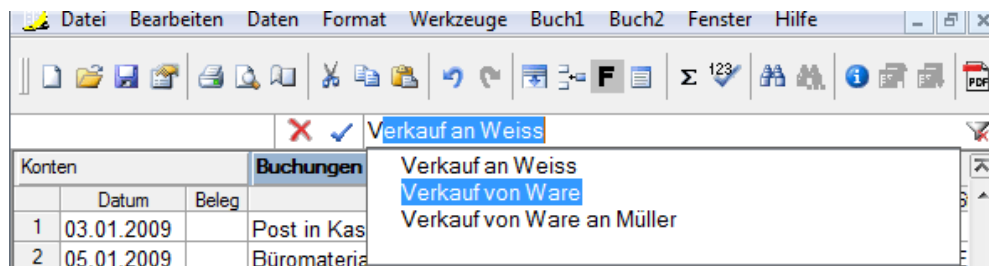 Datei Bearbeiten Daten Format Werkzeuge Buch1 Buch2 Fenster Hilfe
F Σ 123 PDF
Verkauf an Weiss
Konten Buchungen Verkauf an Weiss
Verkauf von Ware
Datum Beleg Verkauf von Ware an Müller
1 03.01.2009 Post in Kas
2 05.01.2009 Büromateria